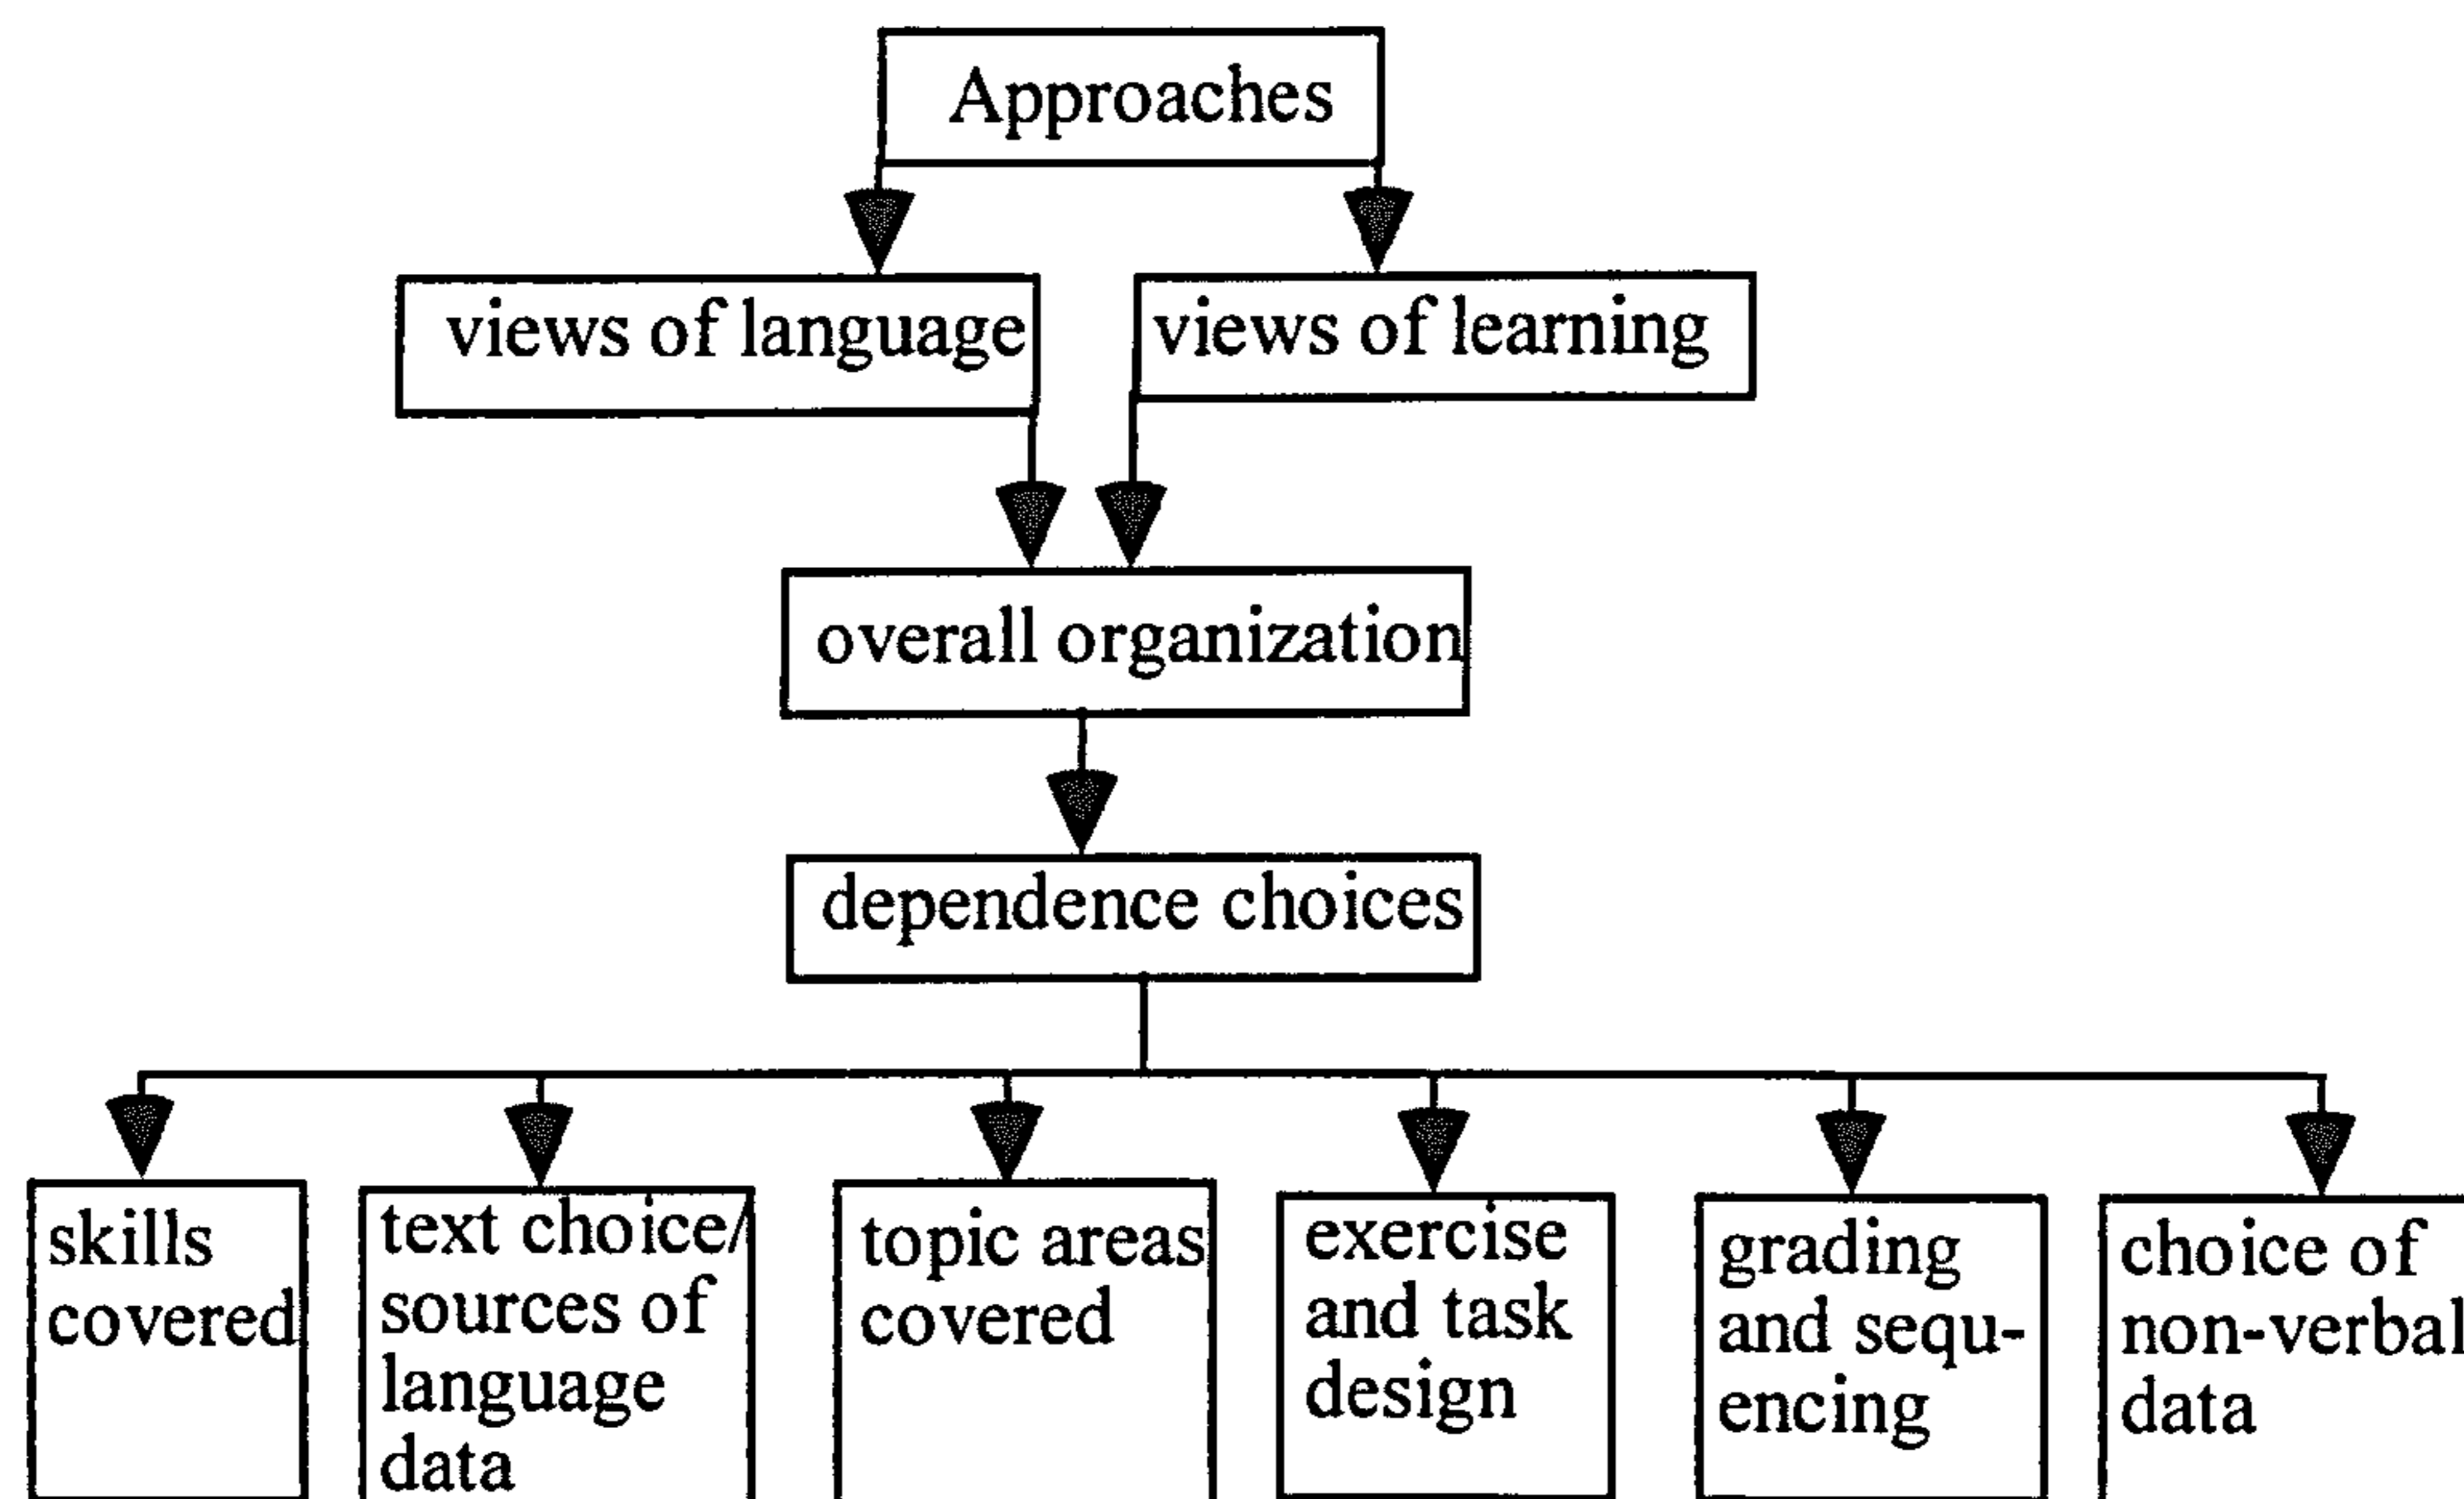 Approaches
views of language
views of learning
overall organization
dependence choices
skills
covered
text choice/
sources of
language
data
topic areas
covered
exercise
and task
design
grading
and sequ-
encing
choice of
non-verbal
data